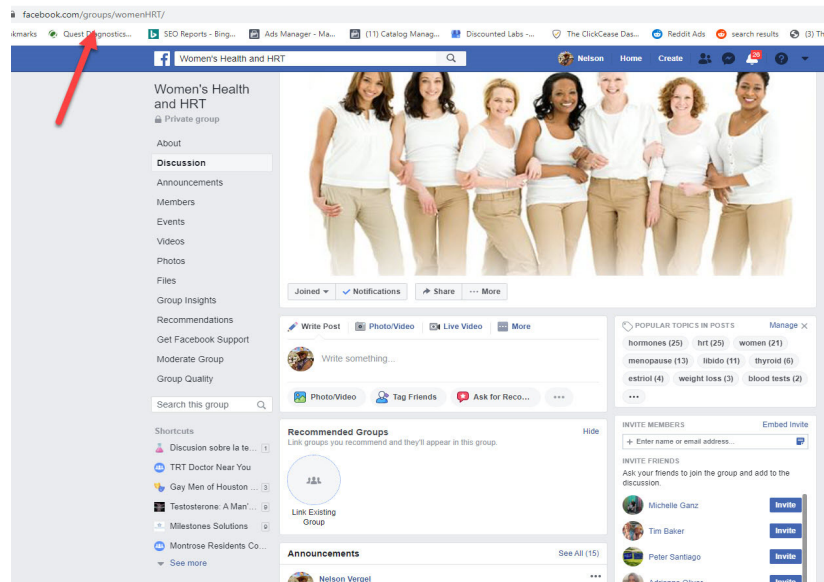 facebook.com/groups/womenHRT/
kmarks
Quest Diagnostics...
SEO Reports - Bing...
Ads Manager - Ma...
(11) Catalog Manag...
Discounted Labs -...
The ClickCease Das...
Reddit Ads
search results
(3) Th
Women's Health and HRT
Nelson
Home
Create
26
Women's Health
and HRT
Private group
About
Discussion
Announcements
Members
Events
Videos
Photos
Files
Group Insights
Recommendations
Get Facebook Support
Moderate Group
Group Quality
Search this group
Shortcuts
Discusion sobre la te... 1
TRT Doctor Near You
Gay Men of Houston ... 3
Testosterone: A Man'... 9
Milestones Solutions 9
Montrose Residents Co...
See more
Joined
Notifications
Share
More
Write Post
Photo/Video
Live Video
More
Write something...
Photo/Video
Tag Friends
Ask for Reco...
Recommended Groups
Hide
Link groups you recommend and they'll appear in this group.
Link Existing
Group
Announcements
See All (15)
Nelson Vergel
POPULAR TOPICS IN POSTS
Manage
hormones (25) hrt (25) women (21)
menopause (13) libido (11) thyroid (6)
estriol (4) weight loss (3) blood tests (2)
INVITE MEMBERS
Embed Invite
+ Enter name or email address...
INVITE FRIENDS
Ask your friends to join the group and add to the
discussion.
Michelle Ganz
Invite
Tim Baker
Invite
Peter Santiago
Invite